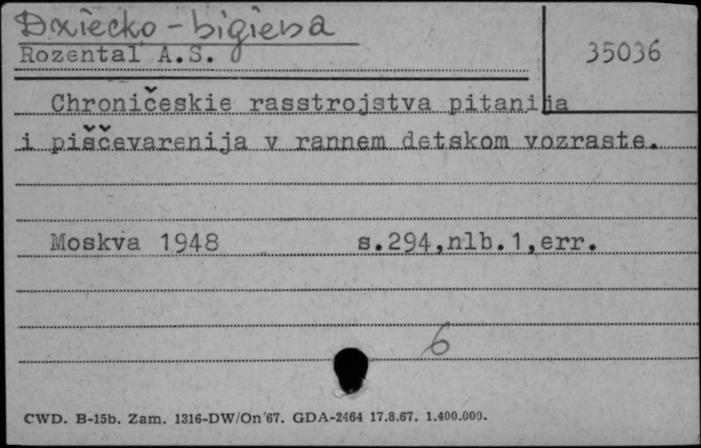 Dziecko - higiena
Rozental A.S.
35036
Chroničeskie rasstrojstva pitanija
i piščevarenija v rannem detskom vozraste.
Moskva 1948 s.294,nlb.1,err.
6
CWD. B-15b. Zam. 1316-DW/On'67. GDA-2464 17.8.67. 1.400.000.